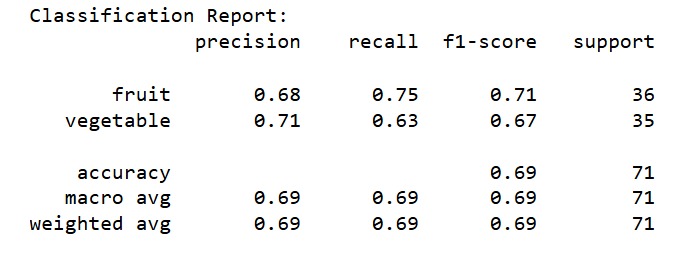 Classification Report:
precision recall f1-score support
fruit 0.68 0.75 0.71 36
vegetable 0.71 0.63 0.67 35
accuracy 0.69 71
macro avg 0.69 0.69 0.69 71
weighted avg 0.69 0.69 0.69 71